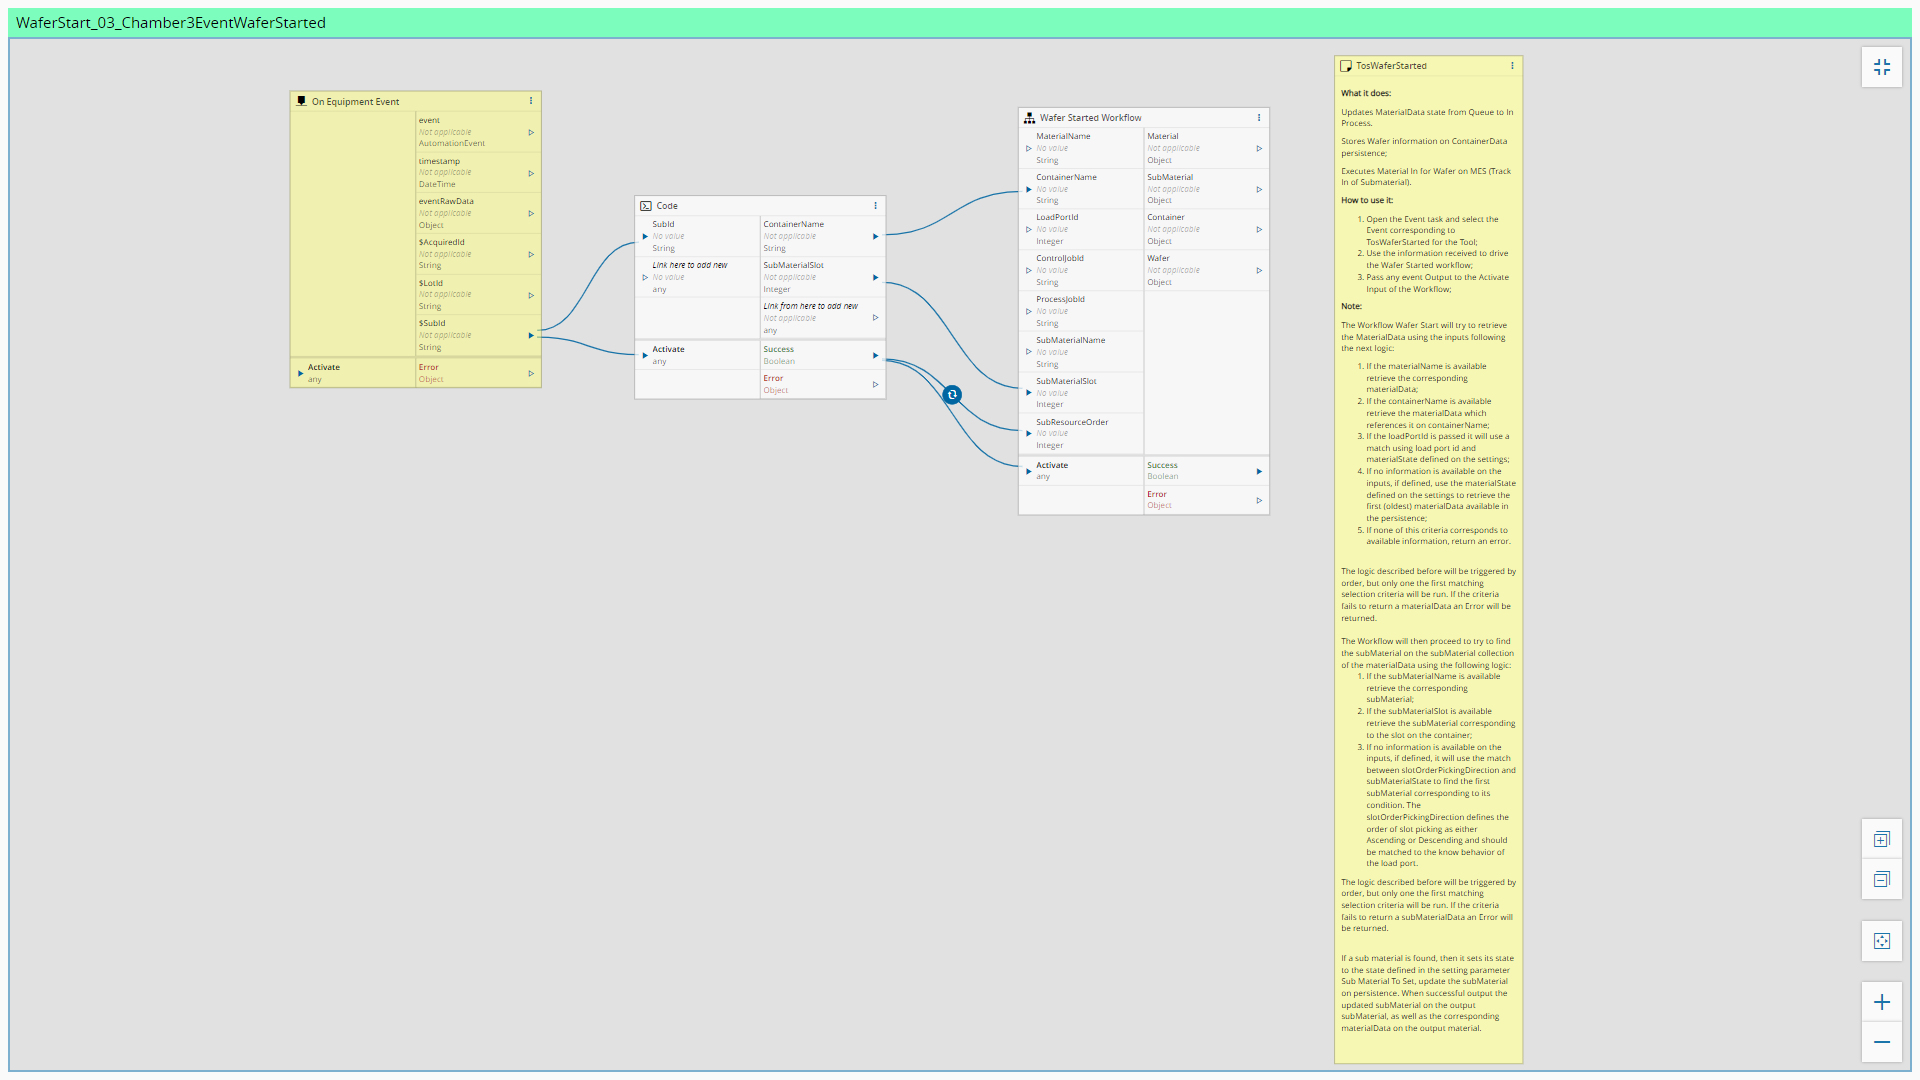 WaferStart_03_Chamber3EventWaferStarted
On Equipment Event
event
Not applicable
AutomationEvent
timestamp
Not applicable
DateTime
eventRawData
Not applicable
Object
$AcquiredId
Not applicable
String
$LotId
Not applicable
String
$SubId
Not applicable
String
Activate
any
Error
Object
Code
SubId
No value
String
Link here to add new
No value
any
ContainerName
Not applicable
String
SubMaterialSlot
Not applicable
Integer
Link from here to add new
Not applicable
any
Activate
any
Success
Boolean
Error
Object
Wafer Started Workflow
MaterialName
No value
String
ContainerName
No value
String
LoadPortId
No value
Integer
ControlJobId
No value
String
ProcessJobId
No value
String
SubMaterialName
No value
String
SubMaterialSlot
No value
Integer
SubResourceOrder
No value
Integer
Material
Not applicable
Object
SubMaterial
Not applicable
Object
Container
Not applicable
Object
Wafer
Not applicable
Object
Activate
any
Success
Boolean
Error
Object
TosWaferStarted
What it does:
Updates MaterialData state from Queue to In
Process.
Stores Wafer information on ContainerData
persistence;
Executes Material In for Wafer on MES (Track
In of Submaterial).
How to use it:
1. Open the Event task and select the
Event corresponding to
TosWaferStarted for the Tool;
2. Use the information received to drive
the Wafer Started workflow;
3. Pass any event Output to the Activate
Input of the Workflow;
Note:
The Workflow Wafer Start will try to retrieve
the MaterialData using the inputs following
the next logic:
1. If the materialName is available
retrieve the corresponding
materialData;
2. If the containerName is available
retrieve the materialData which
references it on containerName;
3. If the loadPortId is passed it will use a
match using load port id and
materialState defined on the settings;
4. If no information is available on the
inputs, if defined, use the materialState
defined on the settings to retrieve the
first (oldest) materialData available in
the persistence;
5. If none of this criteria corresponds to
available information, return an error.
The logic described before will be triggered by
order, but only one the first matching
selection criteria will be run. If the criteria
fails to return a materialData an Error will be
returned.
The Workflow will then proceed to try to find
the subMaterial on the subMaterial collection
of the materialData using the following logic:
1. If the subMaterialName is available
retrieve the corresponding
subMaterial;
2. If the subMaterialSlot is available
retrieve the subMaterial corresponding
to the slot on the container;
3. If no information is available on the
inputs, if defined, it will use the match
between slotOrderPickingDirection and
subMaterialState to find the first
subMaterial corresponding to its
condition. The
slotOrderPickingDirection defines the
order of slot picking as either
Ascending or Descending and should
be matched to the know behavior of
the load port.
The logic described before will be triggered by
order, but only one the first matching
selection criteria will be run. If the criteria
fails to return a subMaterialData an Error will
be returned.
If a sub material is found, then it sets its state
to the state defined in the setting parameter
Sub Material To Set, update the subMaterial
on persistence. When successful output the
updated subMaterial on the output
subMaterial, as well as the corresponding
materialData on the output material.